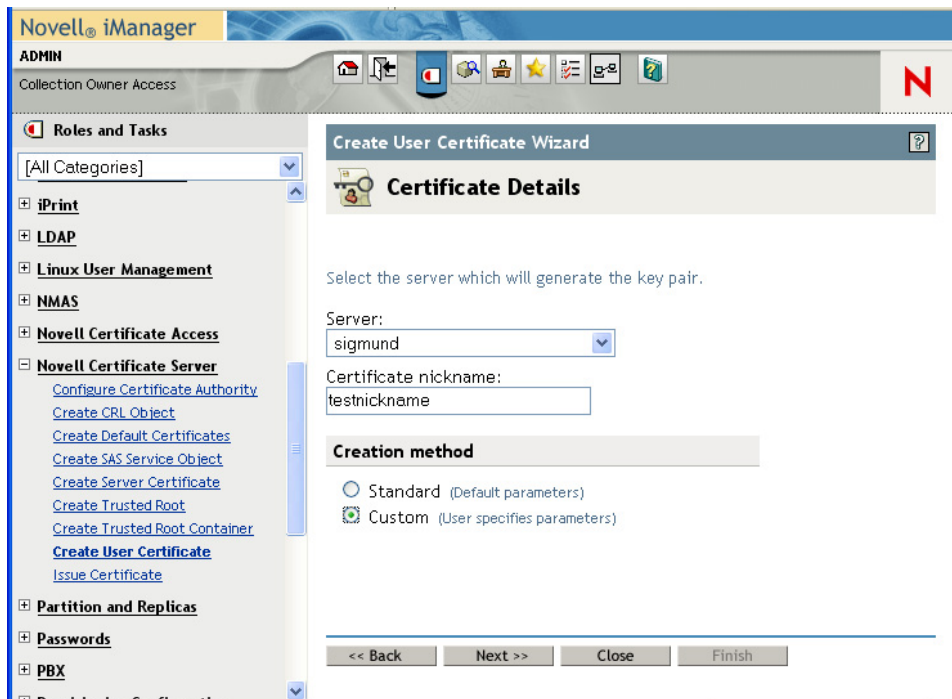 Novell® iManager
ADMIN
Collection Owner Access
N
Roles and Tasks
[All Categories]
iPrint
LDAP
Linux User Management
NMAS
Novell Certificate Access
Novell Certificate Server
Configure Certificate Authority
Create CRL Object
Create Default Certificates
Create SAS Service Object
Create Server Certificate
Create Trusted Root
Create Trusted Root Container
Create User Certificate
Issue Certificate
Partition and Replicas
Passwords
PBX
Create User Certificate Wizard
?
Certificate Details
Select the server which will generate the key pair.
Server:
sigmund
Certificate nickname:
testnickname
Creation method
Standard (Default parameters)
Custom (User specifies parameters)
<< Back Next >> Close Finish